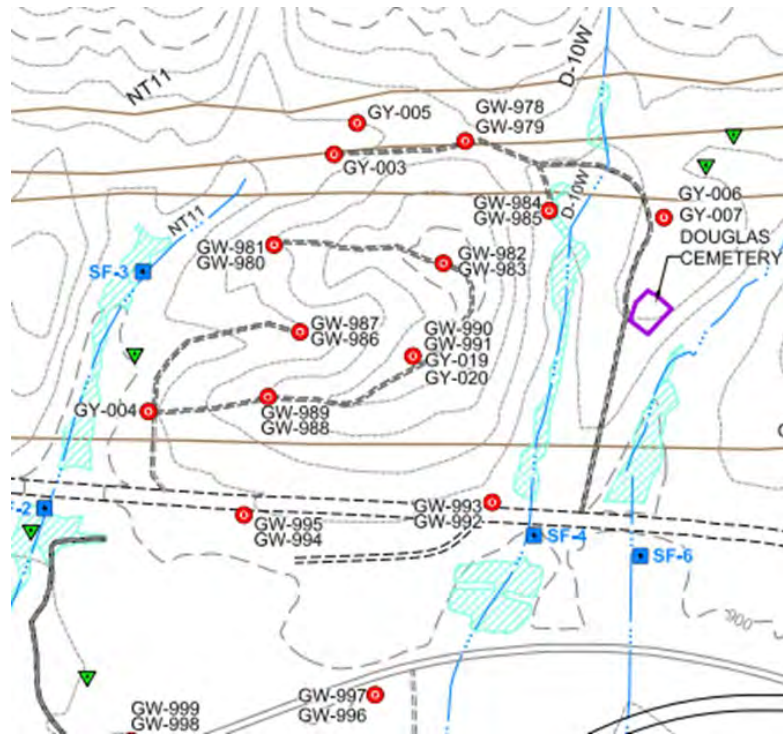 NT11
D-10W
GY-005
GW-978
GW-979
GY-003
GW-984
GW-985
D-10W
GY-006
GY-007
DOUGLAS
CEMETERY
NT11
GW-981
GW-980
GW-982
GW-983
SF-3
GW-987
GW-986
GW-990
GW-991
GY-019
GY-020
GY-004
GW-989
GW-988
GW-993
GW-992
GW-995
GW-994
F-2
SF-4
SF-6
900
GW-997
GW-996
GW-999
GW-998